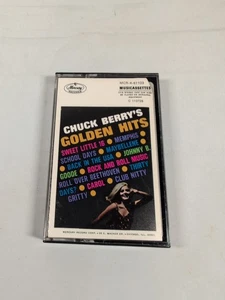 Mercury
MUSICASSETTES
CHUCK BERRY'S
GOLDEN HITS
SWEET LITTLE 16 • MEMPHIS
SCHOOL DAYS • MAYBELLENE
• BACK IN THE USA • JOHNNY B.
GOODE • ROCK AND ROLL MUSIC
ROLL OVER BEETHOVEN • THIRTY
DAYS • CAROL • CLUB NITTY
GRITTY